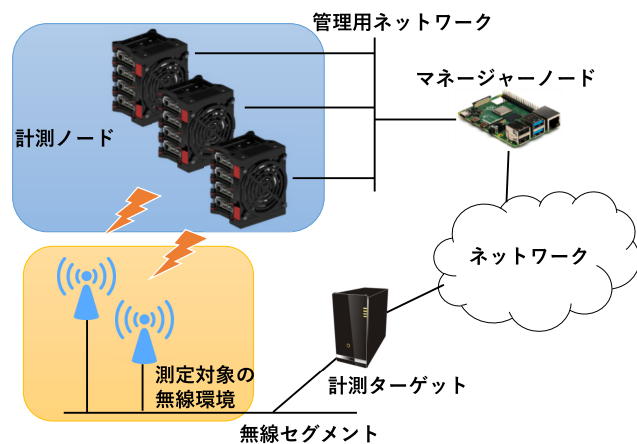 管理用ネットワーク
マネージャーノード
計測ノード
ネットワーク
測定対象の
無線環境
計測ターゲット
無線セグメント